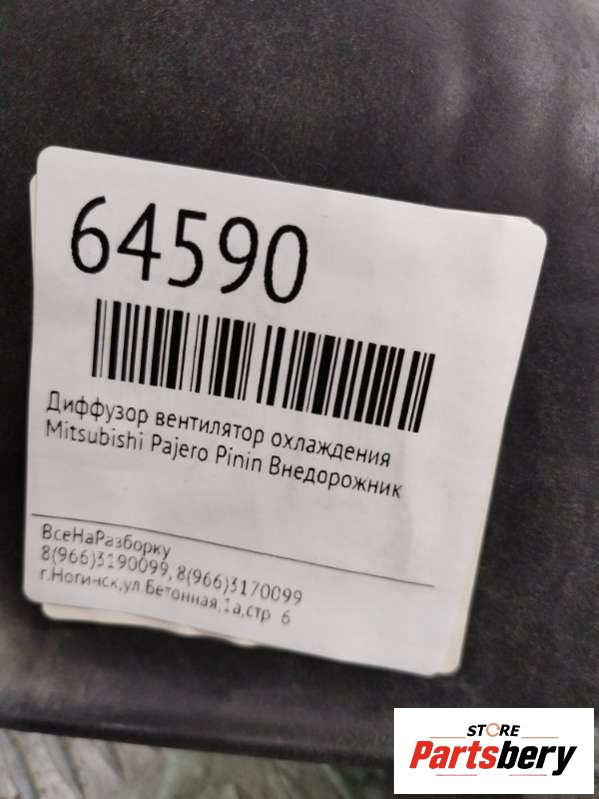 64590
Диффузор вентилятор охлаждения
Mitsubishi Pajero Pinin Внедорожник
ВсеНаРазборку
8(966)3190099, 8(966)3170099
г.Ногинск,ул.Бетонная,1а,стр 6
STORE
Partsbery